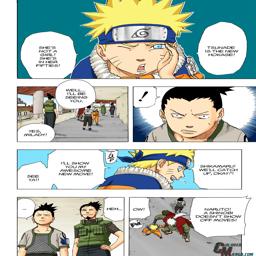 TSUNADE IS
THE NEW
HOKAGE!
SHE'S
NOT A
GIRL!
SHE'S
IN HER
FIFTIES!
!
WELL...
I'LL BE
SEEING
YOU.
YES,
MILADY!
SHIKAMARU!
WE'LL CATCH
UP, OKAY?!
I'LL SHOW
YOU MY
AWESOME
NEW MOVE!
SEE
YA!!
NARUTO!
A SHINOBI
DOESN'T SHOW
OFF MOVES!
OW!
HEH...